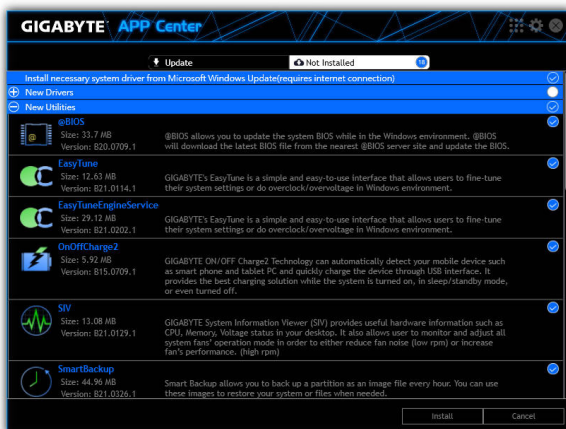 GIGABYTE™ APP Center
Update
Not Installed
18
Install necessary system driver from Microsoft Windows Update(requires internet connection)
New Drivers
New Utilities
@BIOS
Size: 33.7 MB
Version: B20.0709.1
@BIOS allows you to update the system BIOS while in the Windows environment. @BIOS
will download the latest BIOS file from the nearest @BIOS server site and update the BIOS.
EasyTune
Size: 12.63 MB
Version: B21.0114.1
GIGABYTE's EasyTune is a simple and easy-to-use interface that allows users to fine-tune
their system settings or do overclock/overvoltage in Windows environment.
EasyTuneEngineService
Size: 29.12 MB
Version: B21.0202.1
GIGABYTE's EasyTune is a simple and easy-to-use interface that allows users to fine-tune
their system settings or do overclock/overvoltage in Windows environment.
OnOffCharge2
Size: 5.92 MB
Version: B15.0709.1
GIGABYTE ON/OFF Charge2 Technology can automatically detect your mobile device such
as smart phone and tablet PC and quickly charge the device through USB interface. It
provides the best charging solution while the system is turned on, in sleep/standby mode,
or even turned off.
SIV
Size: 13.08 MB
Version: B21.0129.1
GIGABYTE System Information Viewer (SIV) provides useful hardware information such as
CPU, Memory, Voltage status in your desktop. It also allows user to monitor and adjust all
system fans' operation mode in order to either reduce fan noise (low rpm) or increase
fan's performance. (high rpm)
SmartBackup
Size: 44.96 MB
Version: B21.0326.1
Smart Backup allows you to back up a partition as an image file every hour. You can use
these images to restore your system or files when needed.
Install
Cancel